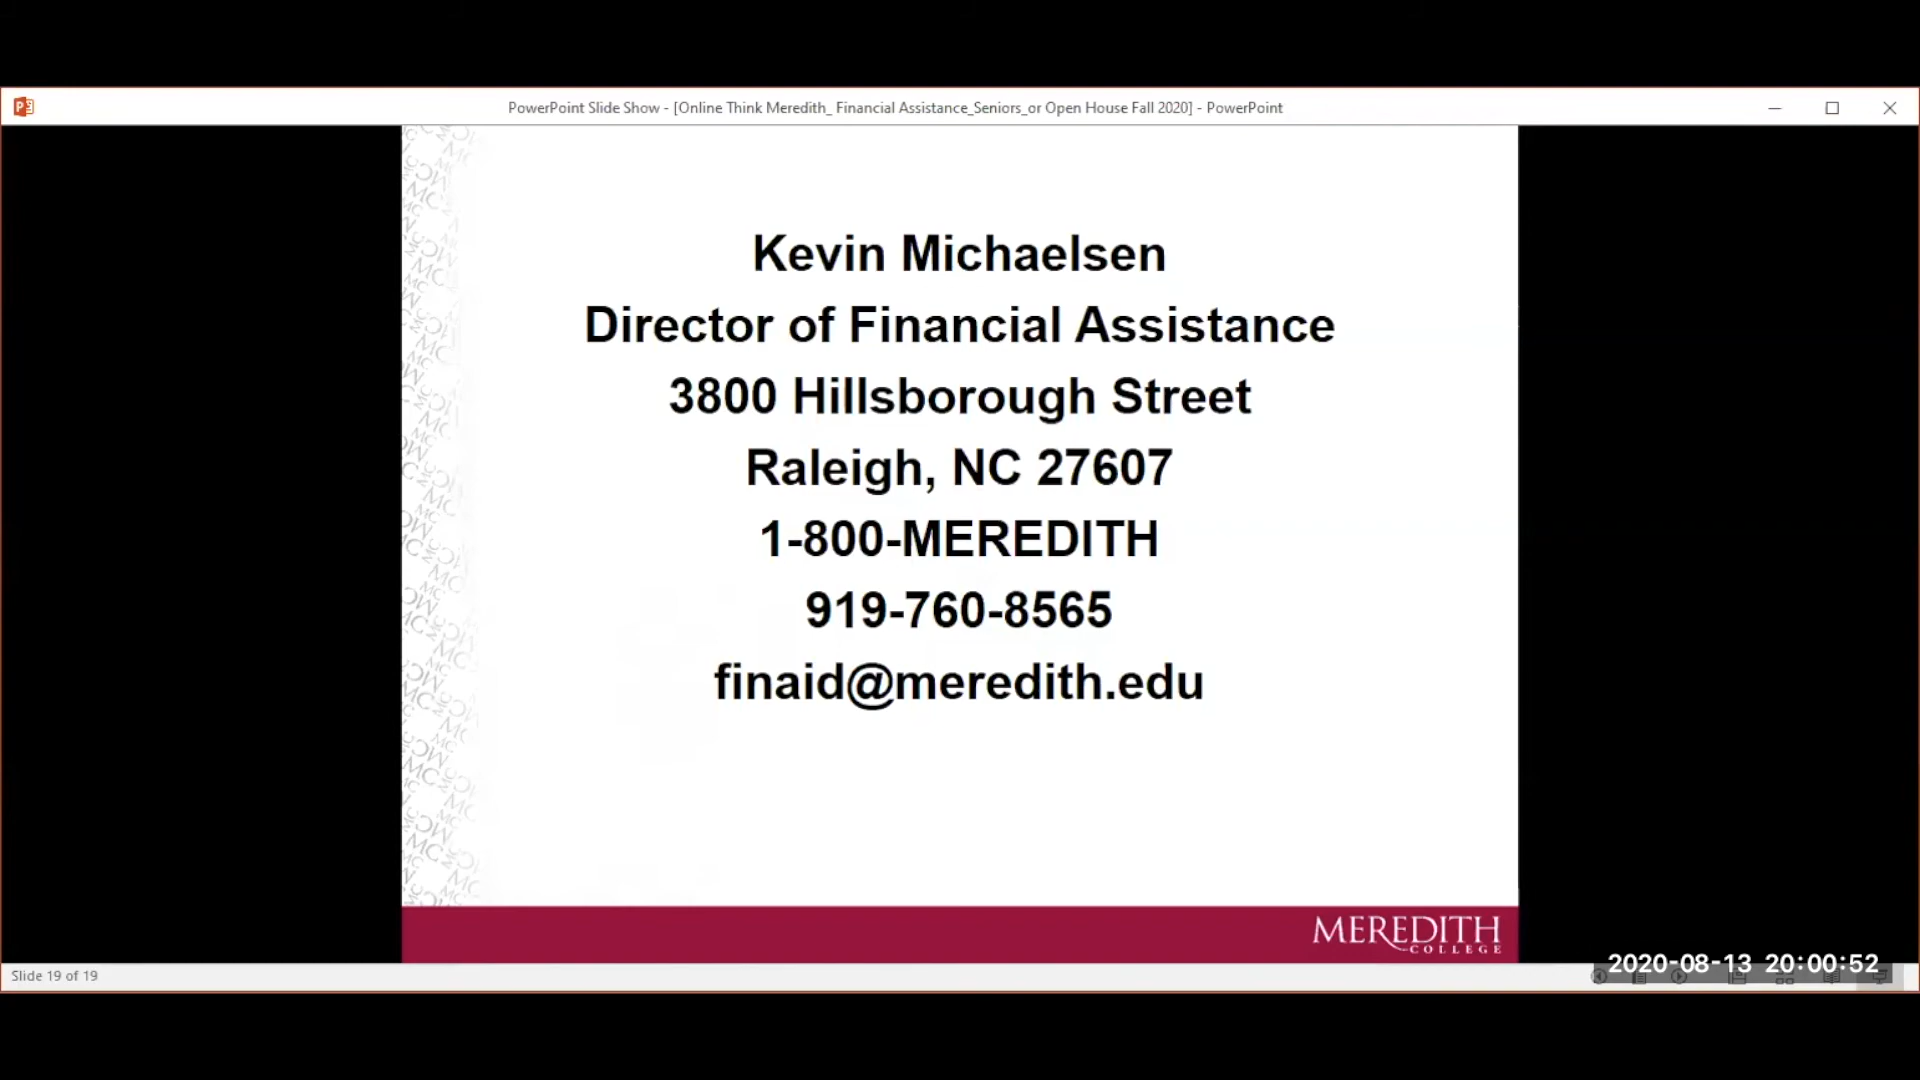 PowerPoint Slide Show - [Online Think Meredith_ Financial Assistance_Seniors_or Open House Fall 2020] - PowerPoint
Kevin Michaelsen
Director of Financial Assistance
3800 Hillsborough Street
Raleigh, NC 27607
1-800-MEREDITH
919-760-8565
finaid@meredith.edu
MEREDITH
COLLEGE
2020-08-13 20:00:52
Slide 19 of 19